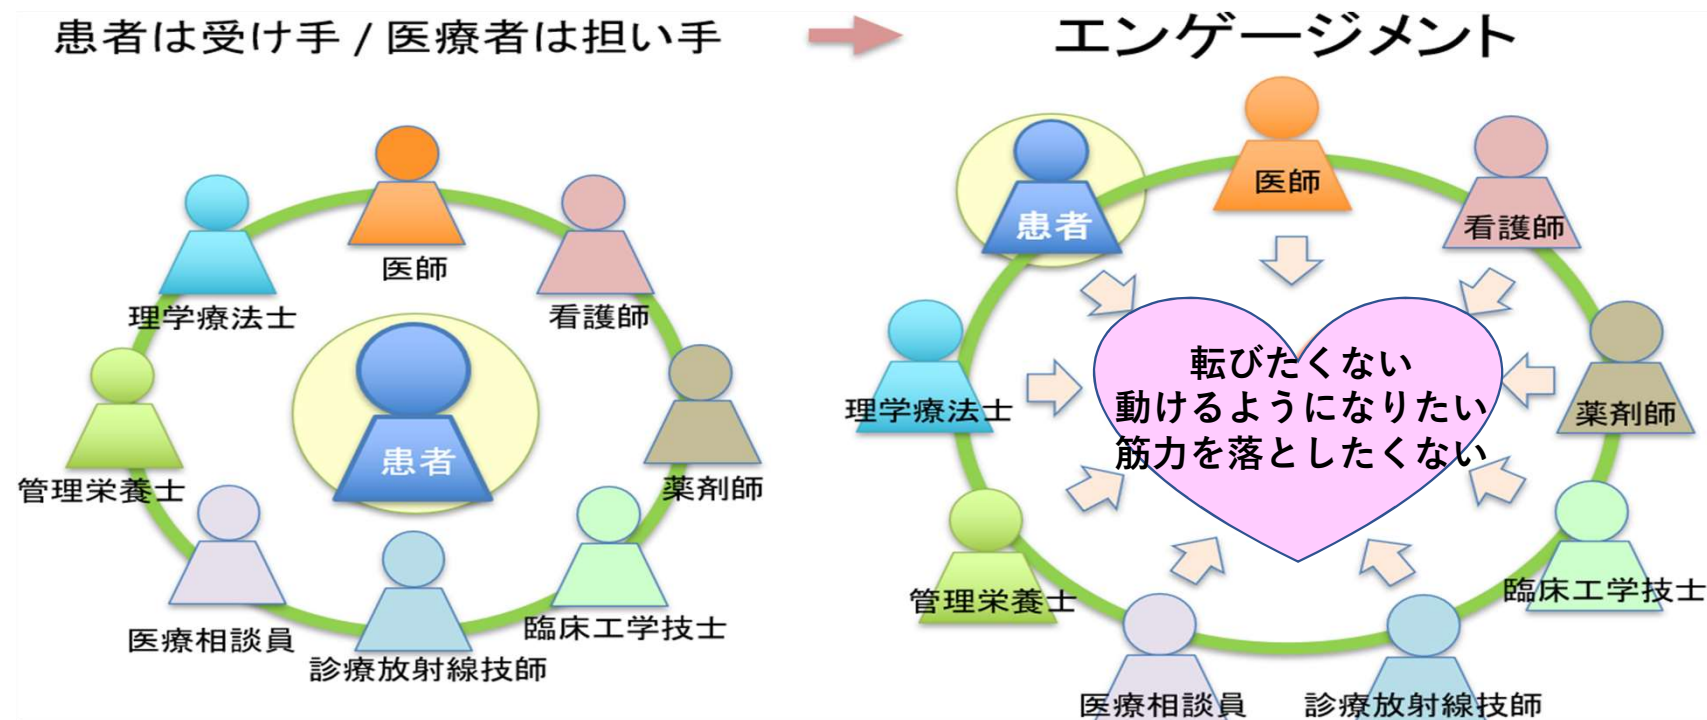 患者は受け手 / 医療者は担い手
医師
理学療法士
看護師
患者
管理栄養士
薬剤師
医療相談員
臨床工学技士
診療放射線技師
エンゲージメント
医師
患者
看護師
転びたくない
動けるようになりたい
筋力を落としたくない
理学療法士
薬剤師
管理栄養士
臨床工学技士
医療相談員
診療放射線技師